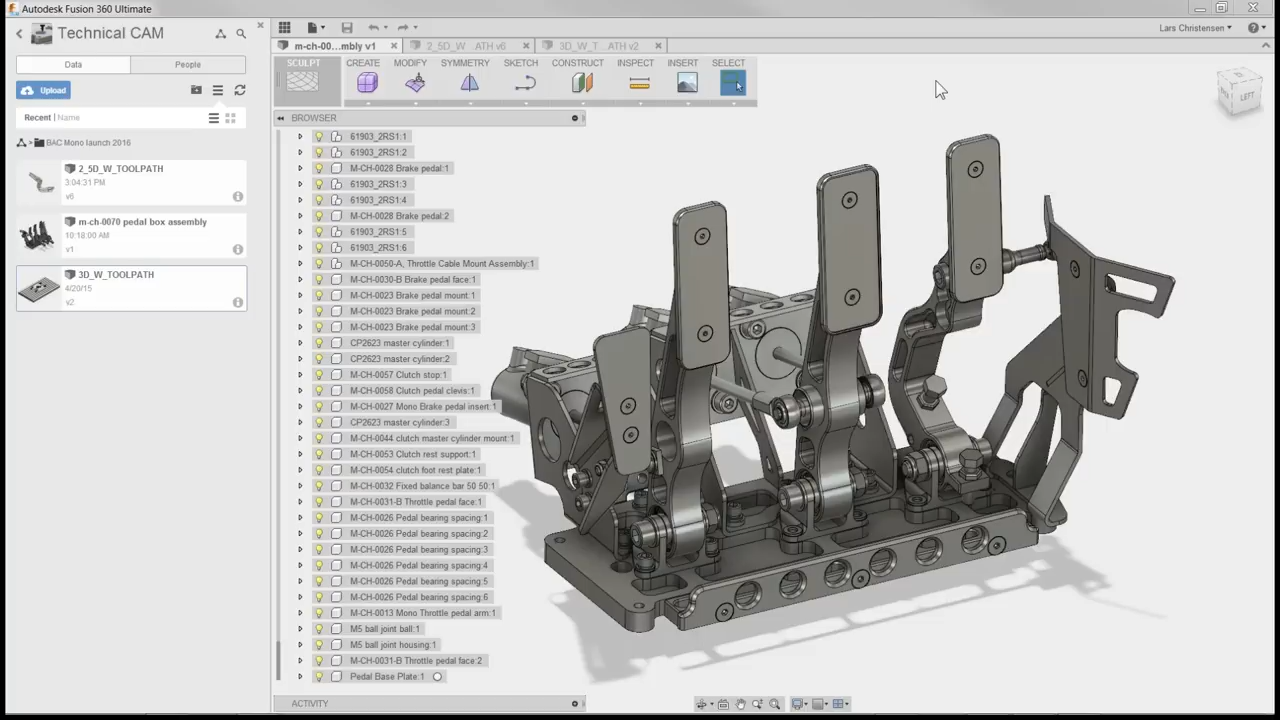 Autodesk Fusion 360 Ultimate
Technical CAM
Lars Christensen
Data
People
m-ch-00...mbly v1
2_5D_W ATH v6
3D_W_T...ATH v2
SCULPT
CREATE
MODIFY
SYMMETRY
SKETCH
CONSTRUCT
INSPECT
INSERT
SELECT
Upload
Recent | Name
BAC Mono launch 2016
2_5D_W_TOOLPATH
3:04:31 PM
v6
m-ch-0070 pedal box assembly
10:18:00 AM
v1
3D_W_TOOLPATH
4/20/15
v2
BROWSER
61903_2RS1:1
61903_2RS1:2
M-CH-0028 Brake pedal:1
61903_2RS1:3
61903_2RS1:4
M-CH-0028 Brake pedal:2
61903_2RS1:5
61903_2RS1:6
M-CH-0050-A, Throttle Cable Mount Assembly:1
M-CH-0030-B Brake pedal face:1
M-CH-0023 Brake pedal mount:1
M-CH-0023 Brake pedal mount:2
M-CH-0023 Brake pedal mount:3
CP2623 master cylinder:1
CP2623 master cylinder:2
M-CH-0057 Clutch stop:1
M-CH-0058 Clutch pedal clevis:1
M-CH-0027 Mono Brake pedal insert:1
CP2623 master cylinder:3
M-CH-0044 clutch master cylinder mount:1
M-CH-0053 Clutch rest support:1
M-CH-0054 clutch foot rest plate:1
M-CH-0032 Fixed balance bar 50 50:1
M-CH-0031-B Throttle pedal face:1
M-CH-0026 Pedal bearing spacing:1
M-CH-0026 Pedal bearing spacing:2
M-CH-0026 Pedal bearing spacing:3
M-CH-0026 Pedal bearing spacing:4
M-CH-0026 Pedal bearing spacing:5
M-CH-0026 Pedal bearing spacing:6
M-CH-0013 Mono Throttle pedal arm:1
M5 ball joint ball:1
M5 ball joint housing:1
M-CH-0031-B Throttle pedal face:2
Pedal Base Plate:1
ACTIVITY
LEFT